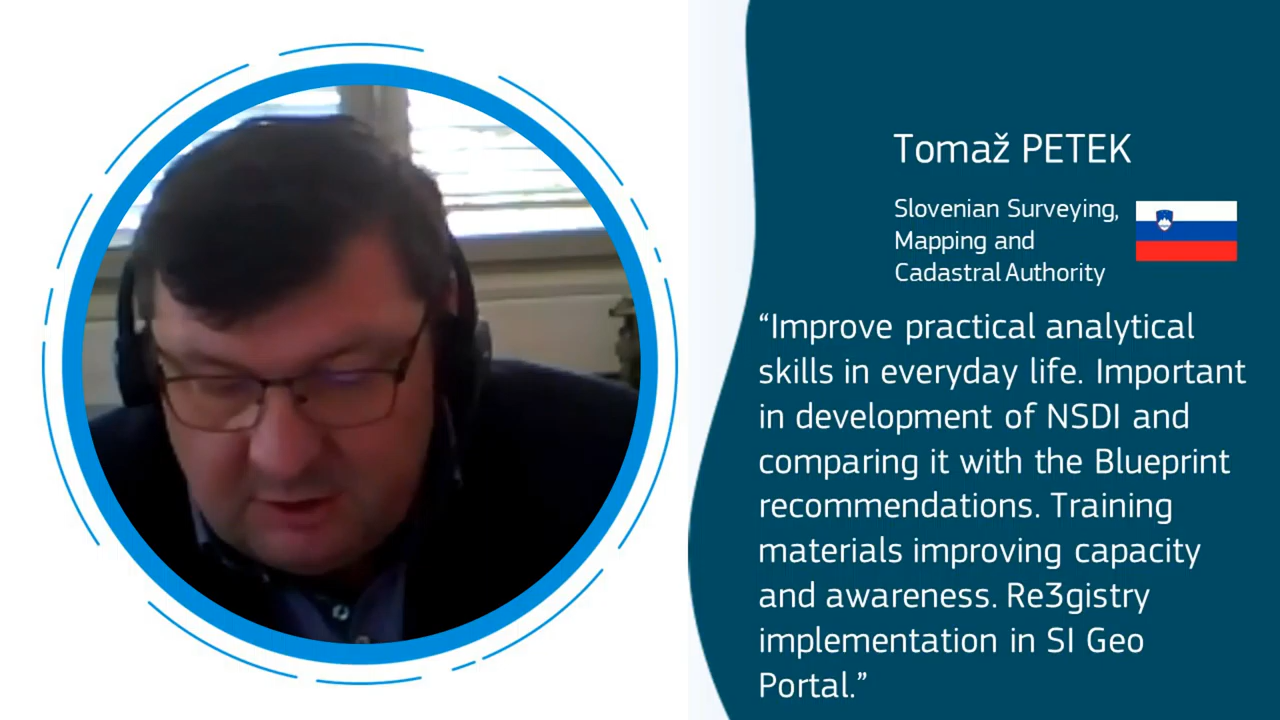 Tomaž PETEK
Slovenian Surveying,
Mapping and
Cadastral Authority
“Improve practical analytical
skills in everyday life. Important
in development of NSDI and
comparing it with the Blueprint
recommendations. Training
materials improving capacity
and awareness. Re3gistry
implementation in SI Geo
Portal.”